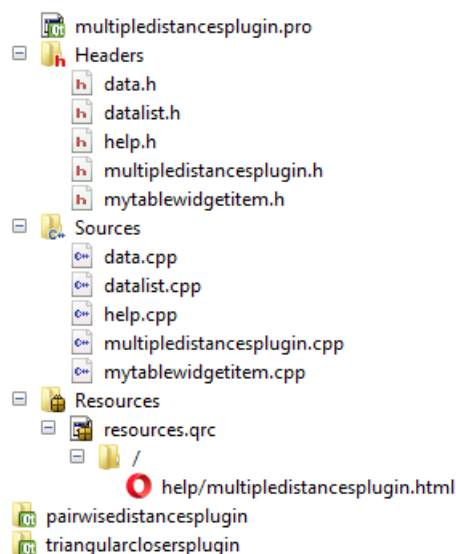 multipledistancesplugin.pro
Headers
data.h
datalist.h
help.h
multipledistancesplugin.h
mytablewidgetitem.h
Sources
data.cpp
datalist.cpp
help.cpp
multipledistancesplugin.cpp
mytablewidgetitem.cpp
Resources
resources.qrc
/
help/multipledistancesplugin.html
pairwisedistancesplugin
triangularclosersplugin